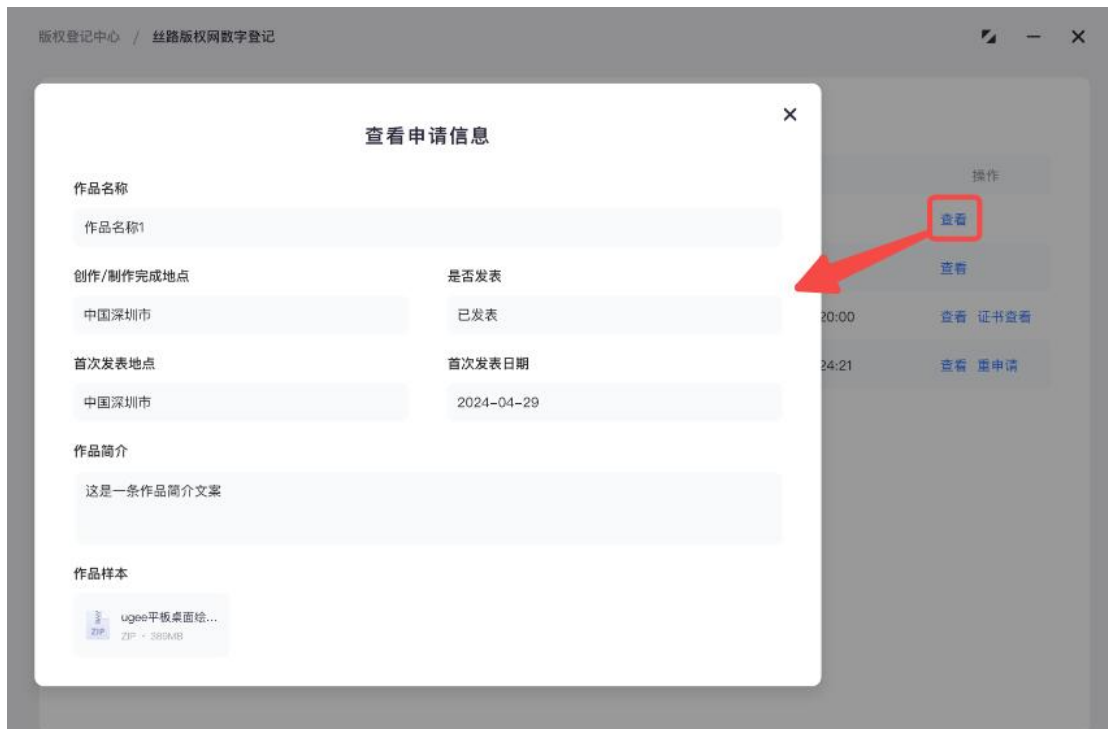 版权登记中心 / 丝路版权网数字登记
查看申请信息
作品名称
作品名称1
创作/制作完成地点 是否发表
中国深圳市 已发表
首次发表地点 首次发表日期
中国深圳市 2024-04-29
作品简介
这是一条作品简介文案
作品样本
ugee平板桌面绘...
ZIP
ZIP · 389MB
操作
查看
查看
20:00 查看 证书查看
24:21 查看 重申请